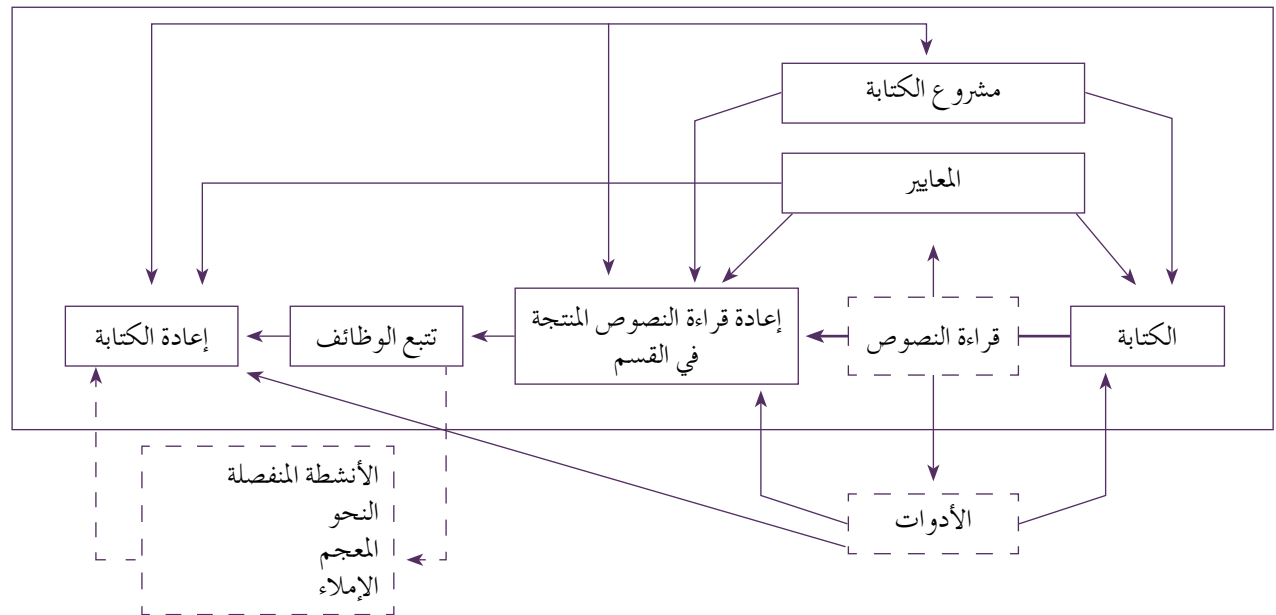 مشروع الكتابة
المعايير
الكتابة
قراءة النصوص
إعادة قراءة النصوص المنتجة
في القسم
تتبع الوظائف
إعادة الكتابة
الأدوات
الأنشطة المنفصلة
النحو
المعجم
الإملاء